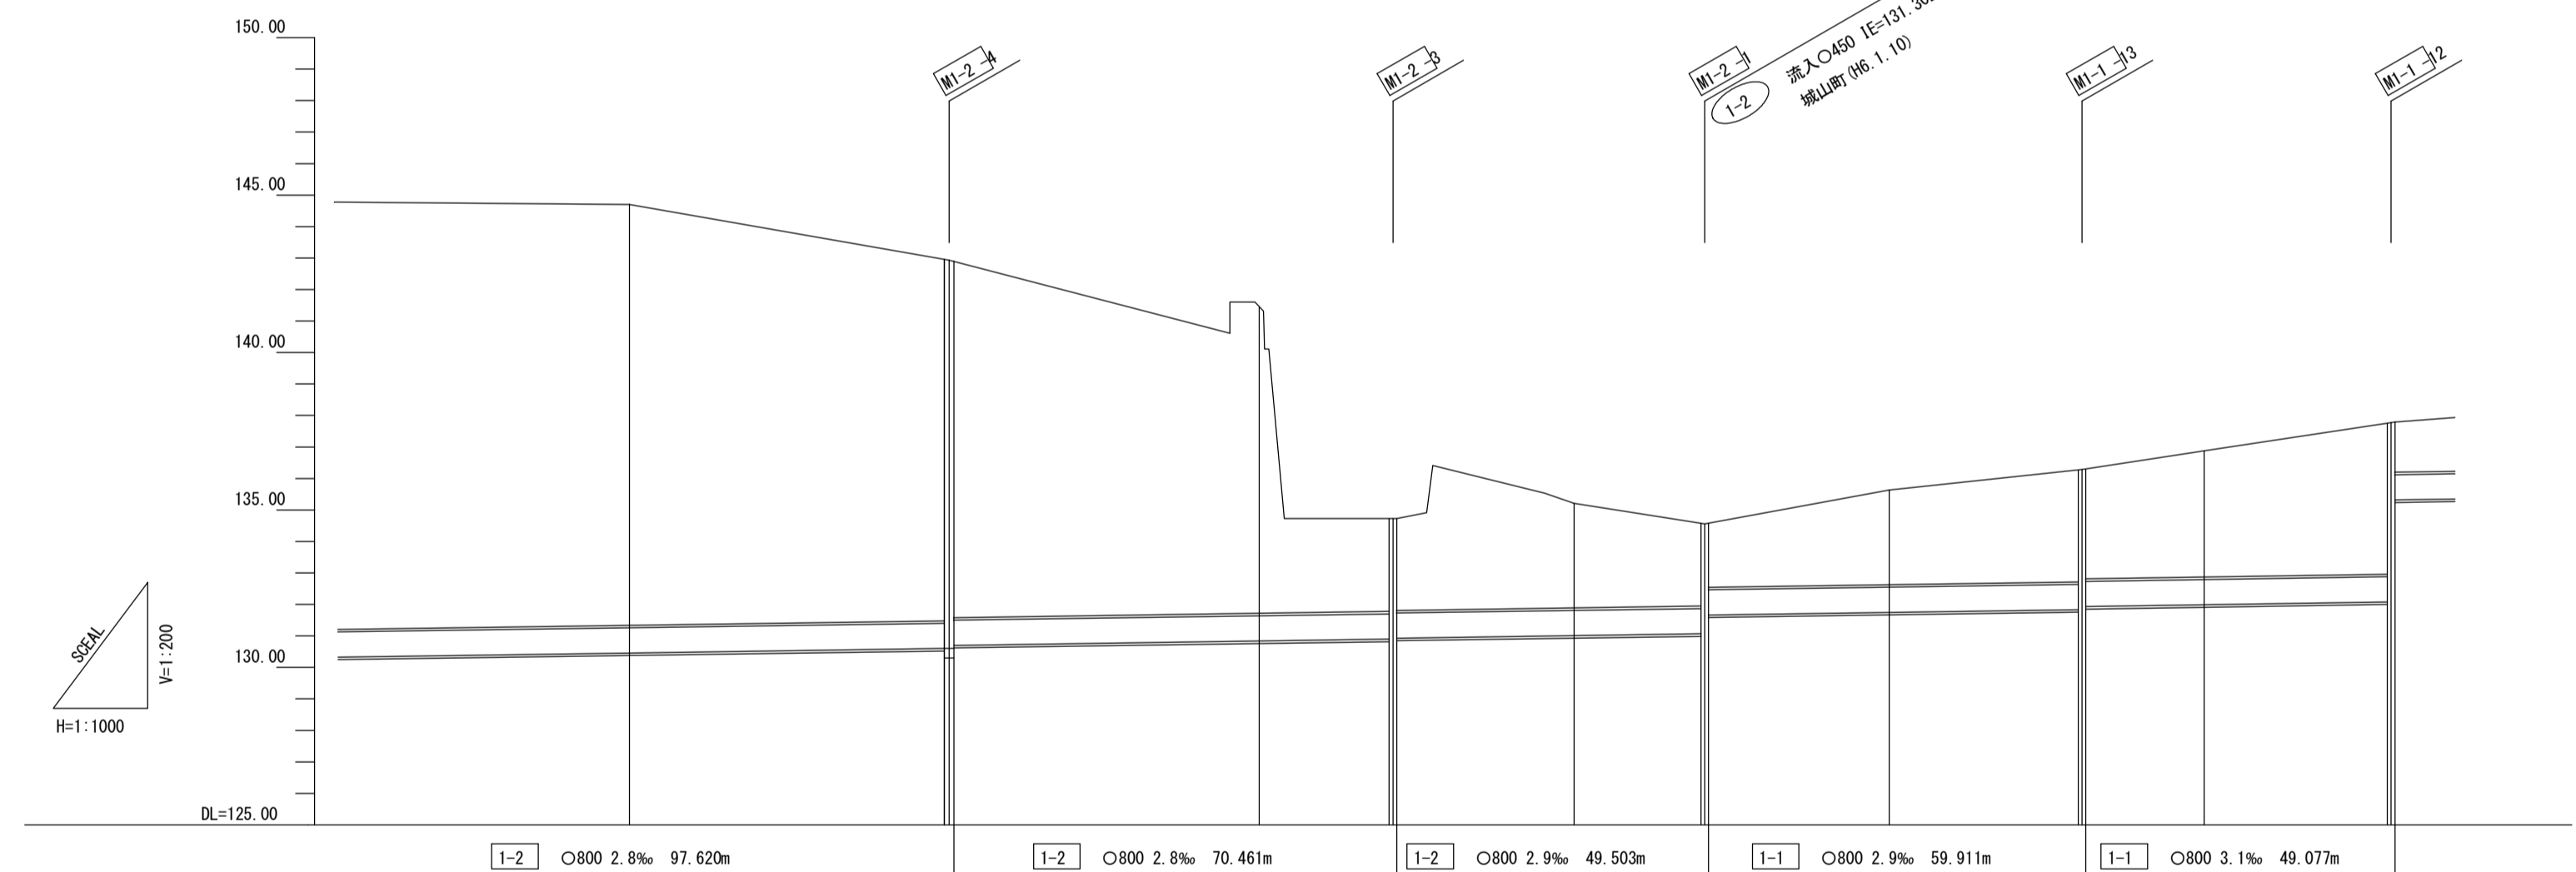 150.00
145.00
140.00
135.00
130.00
DL=125.00
SCEAL
V=1:200
H=1:1000
M1-2 -4
M1-2 -3
M1-2 -1
1-2
流入○450
城山町(H6.1.10)
M1-1 -13
M1-1 -12
1-2 ○800 2.8‰ 97.620m
1-2 ○800 2.8‰ 70.461m
1-2 ○800 2.9‰ 49.503m
1-1 ○800 2.9‰ 59.911m
1-1 ○800 3.1‰ 49.077m